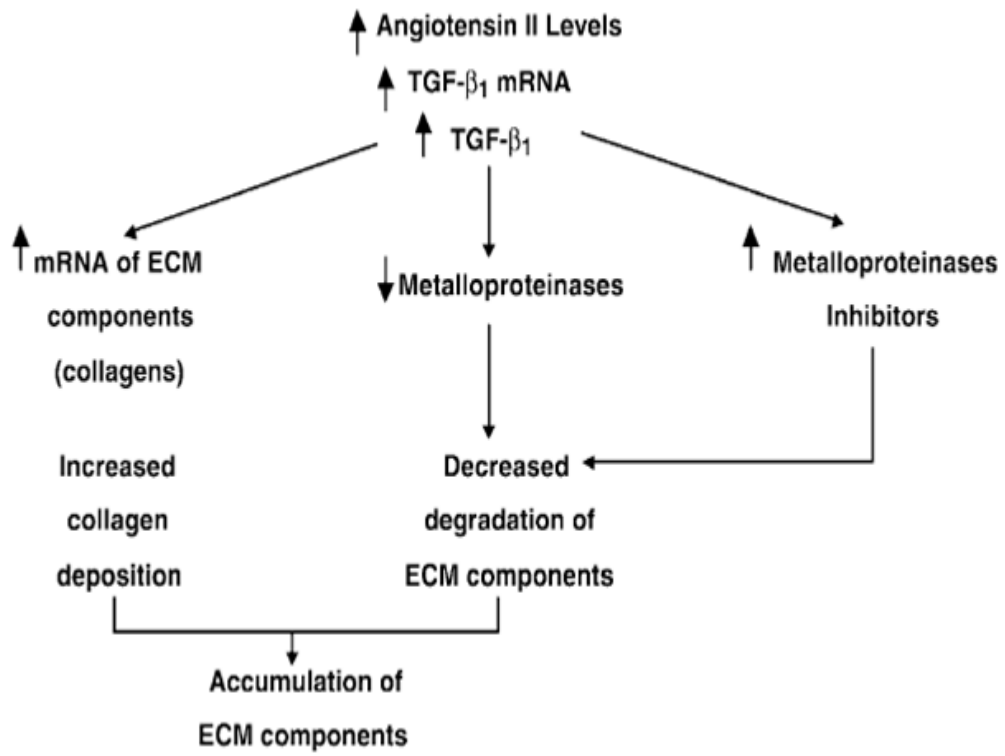 Angiotensin II Levels
TGF-β₁ mRNA
TGF-β₁
mRNA of ECM
components
(collagens)
Metalloproteinases
Metalloproteinases
Inhibitors
Increased
collagen
deposition
Decreased
degradation of
ECM components
Accumulation of
ECM components